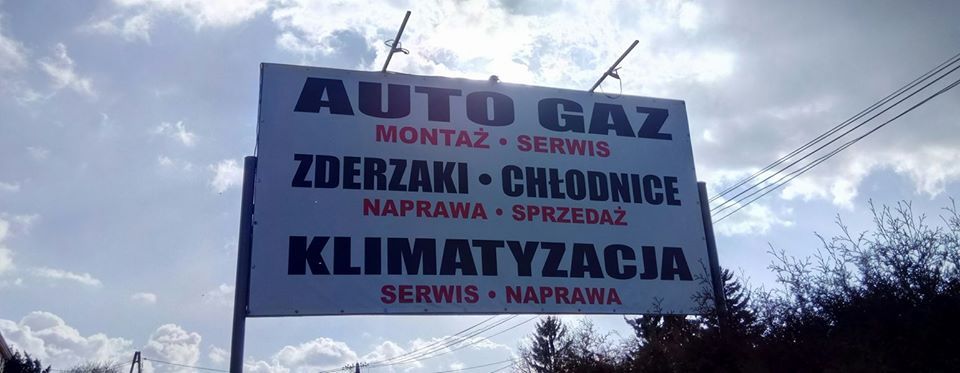 AUTO GAZ
MONTAŻ • SERWIS
ZDERZAKI • CHŁODNICE
NAPRAWA • SPRZEDAŻ
KLIMATYZACJA
SERWIS • NAPRAWA